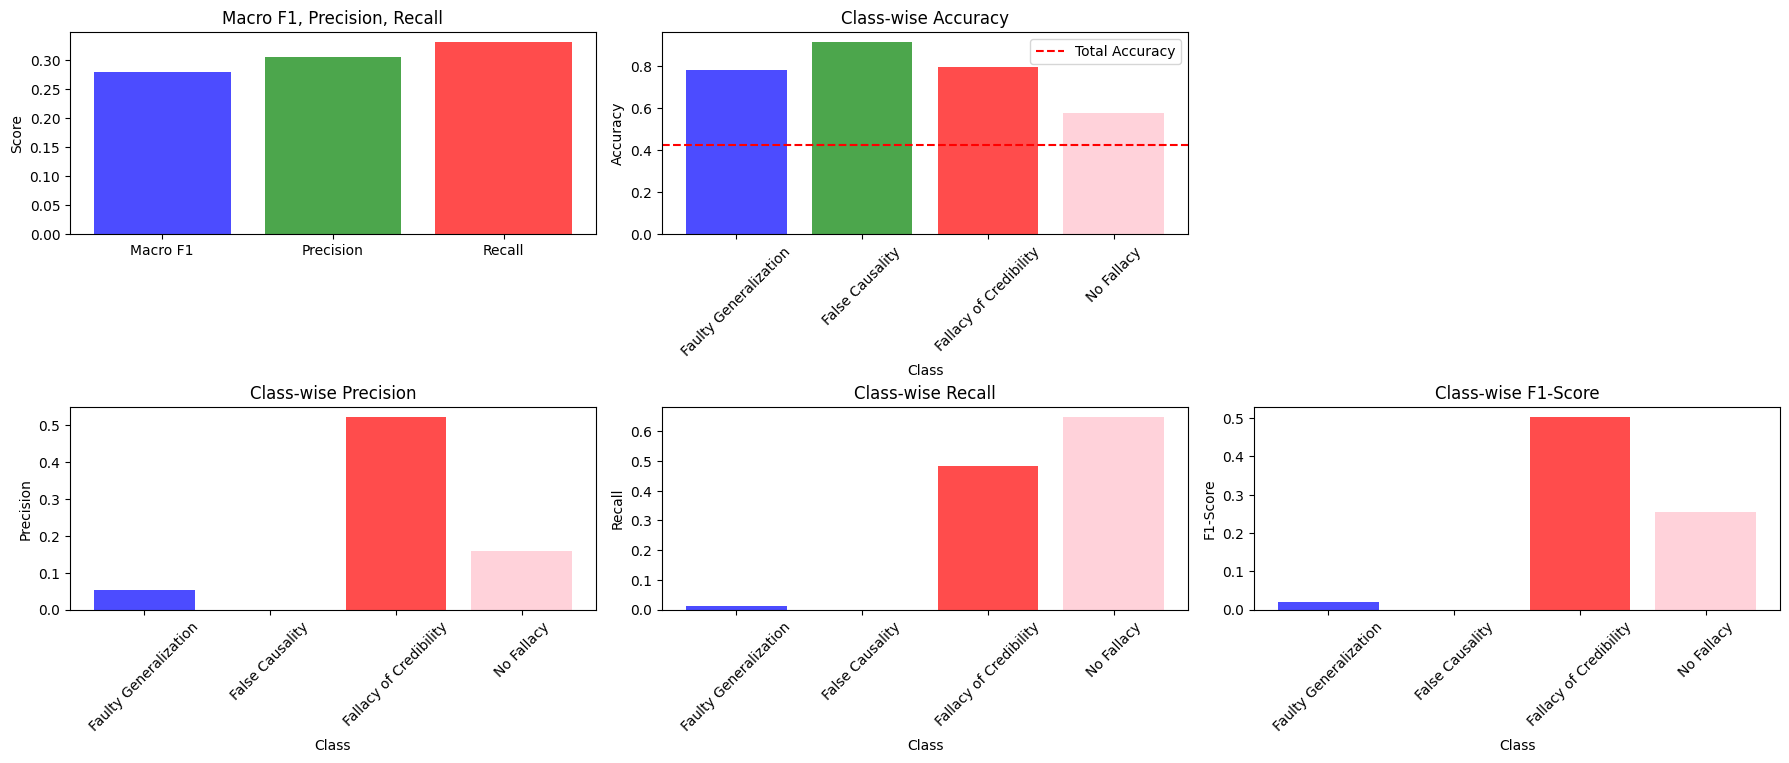 Macro F1, Precision, Recall
Score
0.30
0.25
0.20
0.15
0.10
0.05
0.00
Macro F1
Precision
Recall
Class-wise Accuracy
Total Accuracy
Accuracy
0.8
0.6
0.4
0.2
0.0
Faulty Generalization
False Causality
Fallacy of Credibility
No Fallacy
Class
Class-wise Precision
Precision
0.5
0.4
0.3
0.2
0.1
0.0
Faulty Generalization
False Causality
Fallacy of Credibility
No Fallacy
Class
Class-wise Recall
Recall
0.6
0.5
0.4
0.3
0.2
0.1
0.0
Faulty Generalization
False Causality
Fallacy of Credibility
No Fallacy
Class
Class-wise F1-Score
F1-Score
0.5
0.4
0.3
0.2
0.1
0.0
Faulty Generalization
False Causality
Fallacy of Credibility
No Fallacy
Class